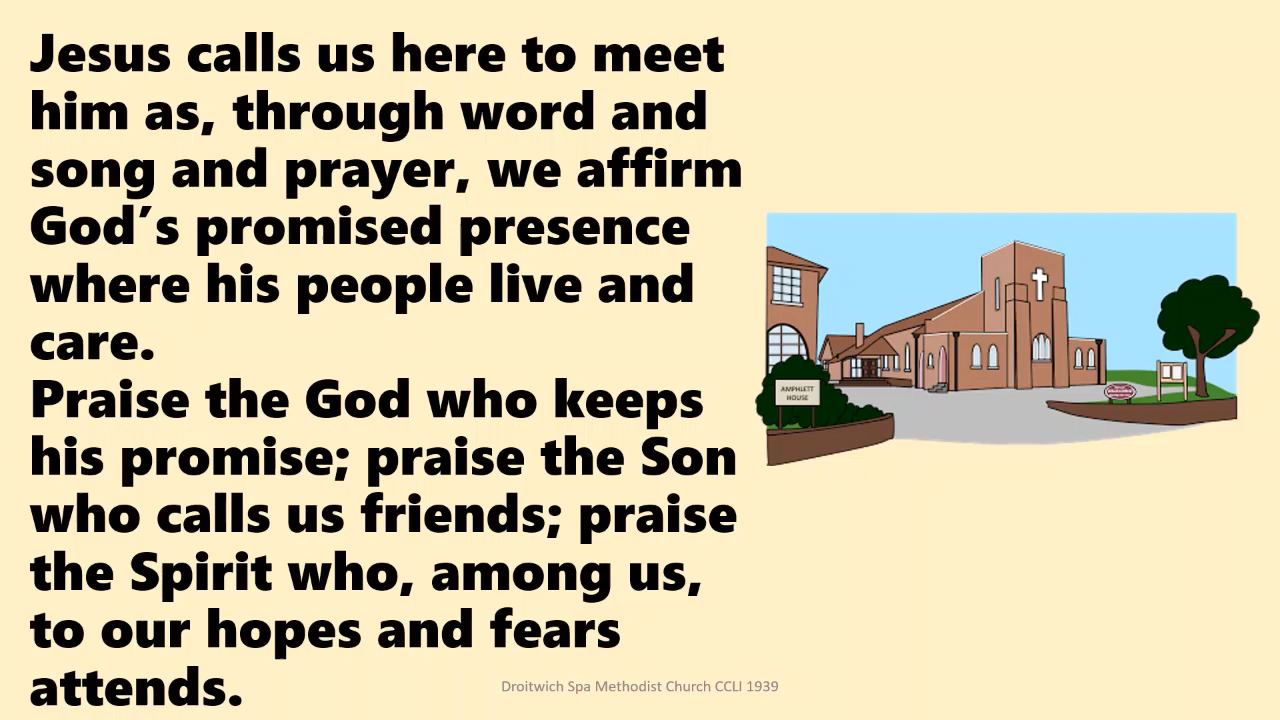 Jesus calls us here to meet
him as, through word and
song and prayer, we affirm
God’s promised presence
where his people live and
care.
Praise the God who keeps
his promise; praise the Son
who calls us friends; praise
the Spirit who, among us,
to our hopes and fears
attends.
AMPHLETT
HOUSE
Droitwich Spa Methodist Church CCLI 1939